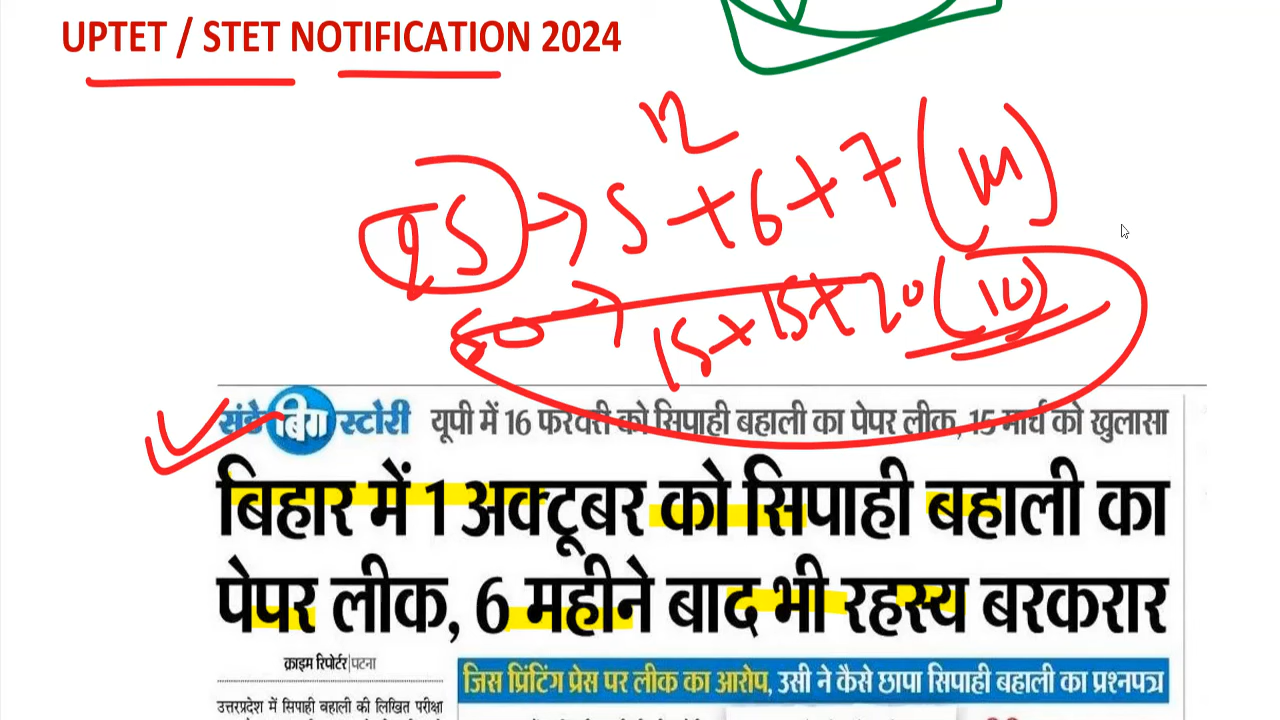 UPTET / STET NOTIFICATION 2024
12
25 → 5 + 6 + 7 (
60 → 15 + 15 + 20 (10)
संडे बिग स्टोरी यूपी में 16 फरवरी को सिपाही बहाली का पेपर लीक, 15 मार्च को खुलासा
बिहार में 1 अक्टूबर को सिपाही बहाली का
पेपर लीक, 6 महीने बाद भी रहस्य बरकरार
क्राइम रिपोर्टर|पटना
जिस प्रिंटिंग प्रेस पर लीक का आरोप, उसी ने कैसे छापा सिपाही बहाली का प्रश्नपत्र
उत्तरप्रदेश में सिपाही बहाली की लिखित परीक्षा